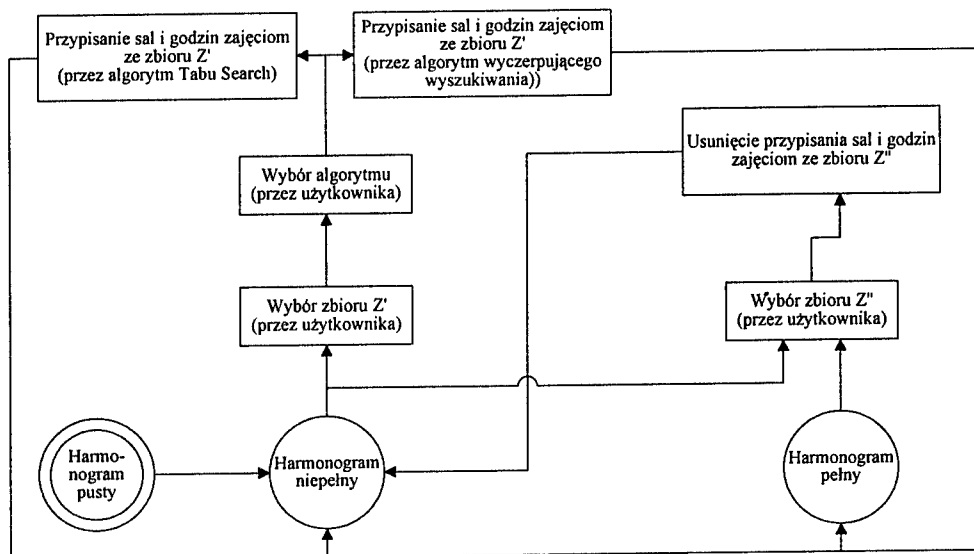 Przypisanie sal i godzin zajęciom
ze zbioru Z'
(przez algorytm Tabu Search)
Przypisanie sal i godzin zajęciom
ze zbioru Z'
(przez algorytm wyczerpującego
wyszukiwania))
Usunięcie przypisania sal i godzin
zajęciom ze zbioru Z"
Wybór algorytmu
(przez użytkownika)
Wybór zbioru Z'
(przez użytkownika)
Wybór zbioru Z"
(przez użytkownika)
Harmo-
nogram
pusty
Harmonogram
niepełny
Harmonogram
pełny